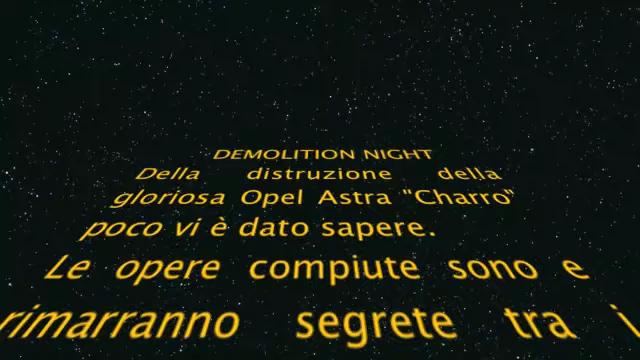 DEMOLITION NIGHT
Della distruzione della
gloriosa Opel Astra "Charro"
poco vi è dato sapere.
Le opere compiute sono e
rimarranno segrete tra i